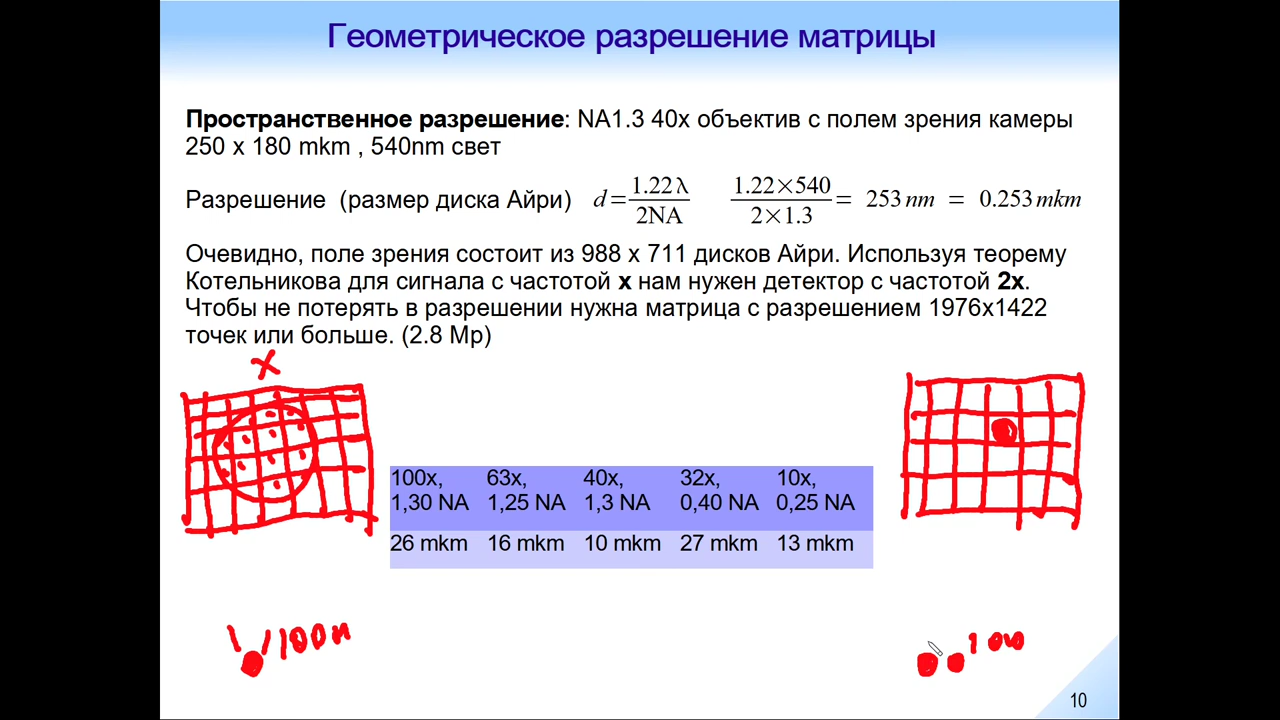 Геометрическое разрешение матрицы
Пространственное разрешение: NA1.3 40x объектив с полем зрения камеры
250 x 180 mkm , 540nm свет
Разрешение (размер диска Айри) d = 1.22λ / 2NA 1.22×540 / 2×1.3 = 253 nm = 0.253 mkm
Очевидно, поле зрения состоит из 988 x 711 дисков Айри. Используя теорему
Котельникова для сигнала с частотой x нам нужен детектор с частотой 2x.
Чтобы не потерять в разрешении нужна матрица с разрешением 1976x1422
точек или больше. (2.8 Mp)
x
100x, 63x, 40x, 32x, 10x,
1,30 NA 1,25 NA 1,3 NA 0,40 NA 0,25 NA
26 mkm 16 mkm 10 mkm 27 mkm 13 mkm
100н
100
10